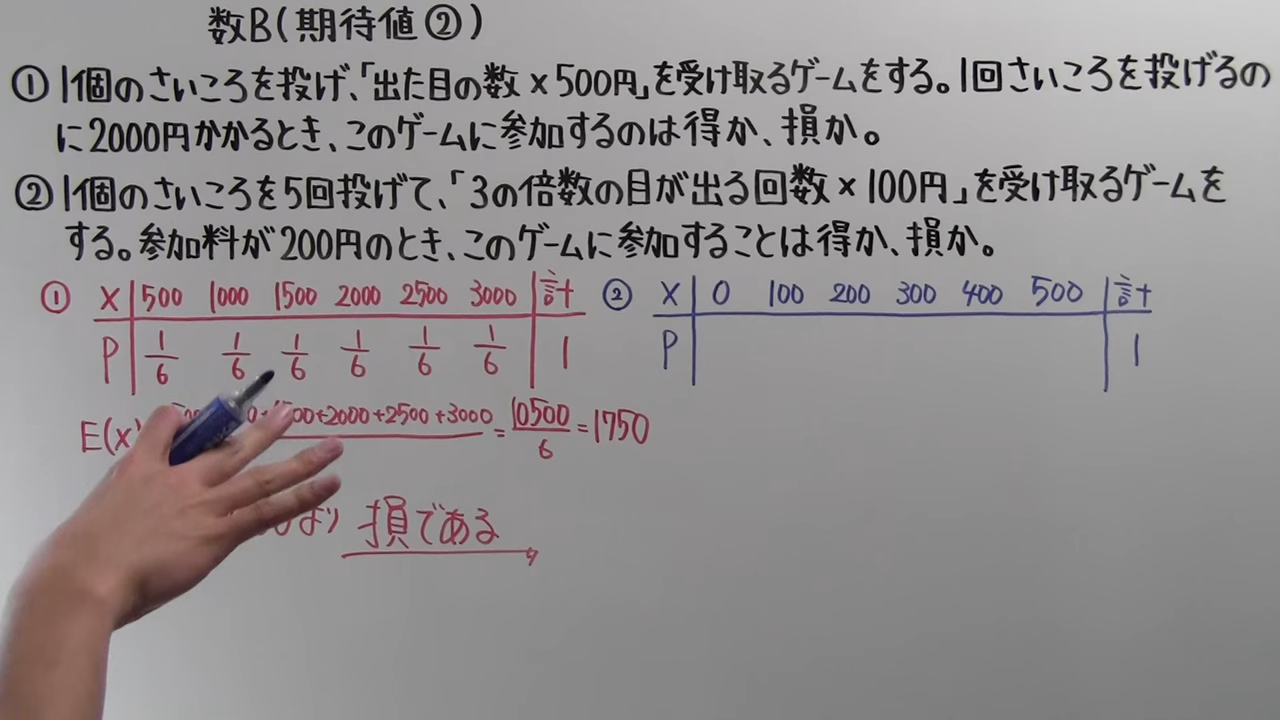 数B(期待値②)
①1個のさいころを投げ、「出た目の数×500円」を受け取るゲームをする。1回さいころを投げるの
に2000円かかるとき、このゲームに参加するのは得か、損か。
②1個のさいころを5回投げて、「3の倍数の目が出る回数×100円」を受け取るゲームを
する。参加料が200円のとき、このゲームに参加することは得か、損か。
① X 500 1000 1500 2000 2500 3000 計
P 1/6 1/6 1/6 1/6 1/6 1/6 1
E(X) +2000+2500+3000 = 10500/6 = 1750
より 損である
② X 0 100 200 300 400 500 計
P 1